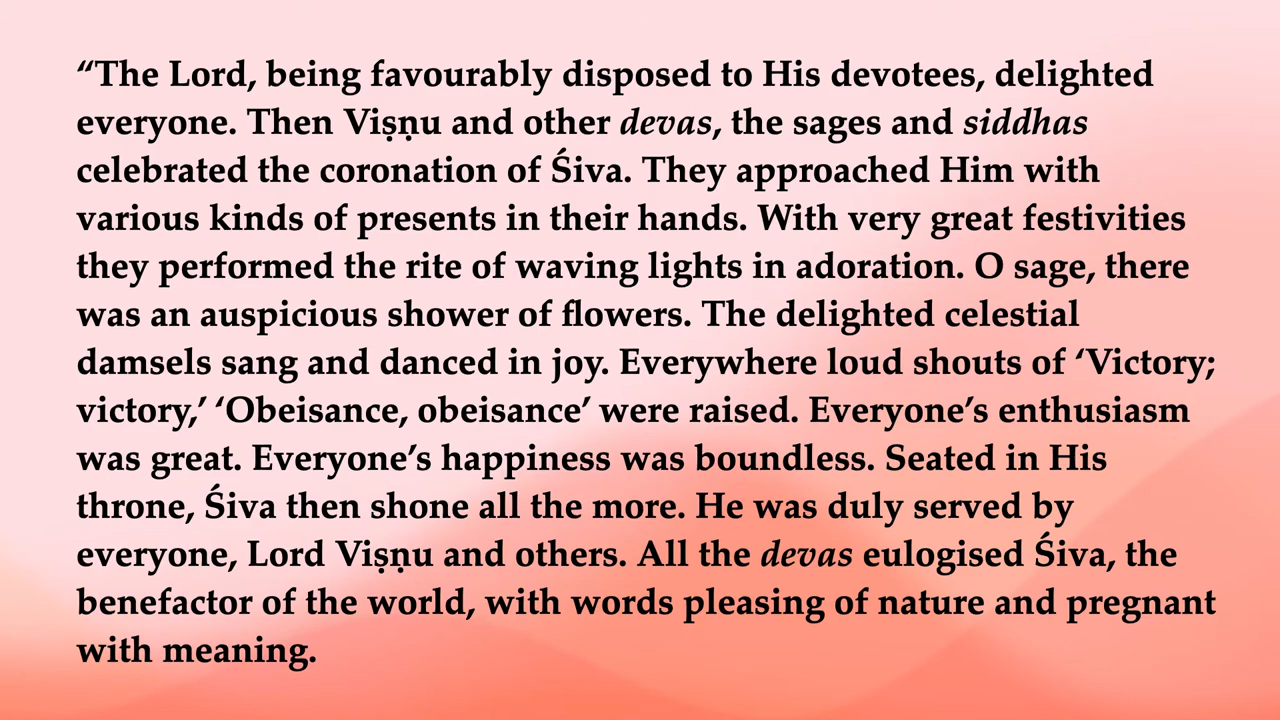 “The Lord, being favourably disposed to His devotees, delighted
everyone. Then Viṣṇu and other devas, the sages and siddhas
celebrated the coronation of Śiva. They approached Him with
various kinds of presents in their hands. With very great festivities
they performed the rite of waving lights in adoration. O sage, there
was an auspicious shower of flowers. The delighted celestial
damsels sang and danced in joy. Everywhere loud shouts of ‘Victory;
victory,’ ‘Obeisance, obeisance’ were raised. Everyone’s enthusiasm
was great. Everyone’s happiness was boundless. Seated in His
throne, Śiva then shone all the more. He was duly served by
everyone, Lord Viṣṇu and others. All the devas eulogised Śiva, the
benefactor of the world, with words pleasing of nature and pregnant
with meaning.